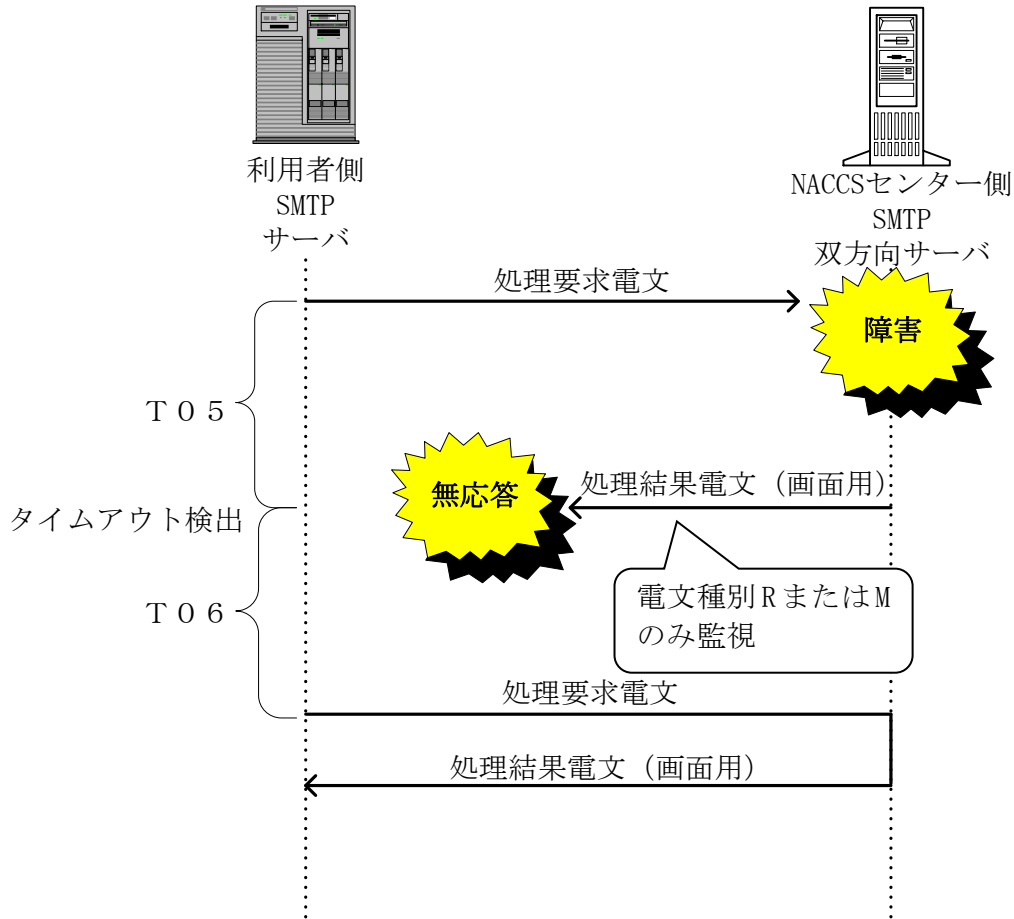 利用者側
SMTP
サーバ
NACCSセンター側
SMTP
双方向サーバ
処理要求電文
障害
T05
無応答
処理結果電文(画面用)
タイムアウト検出
電文種別RまたはM
のみ監視
T06
処理要求電文
処理結果電文(画面用)